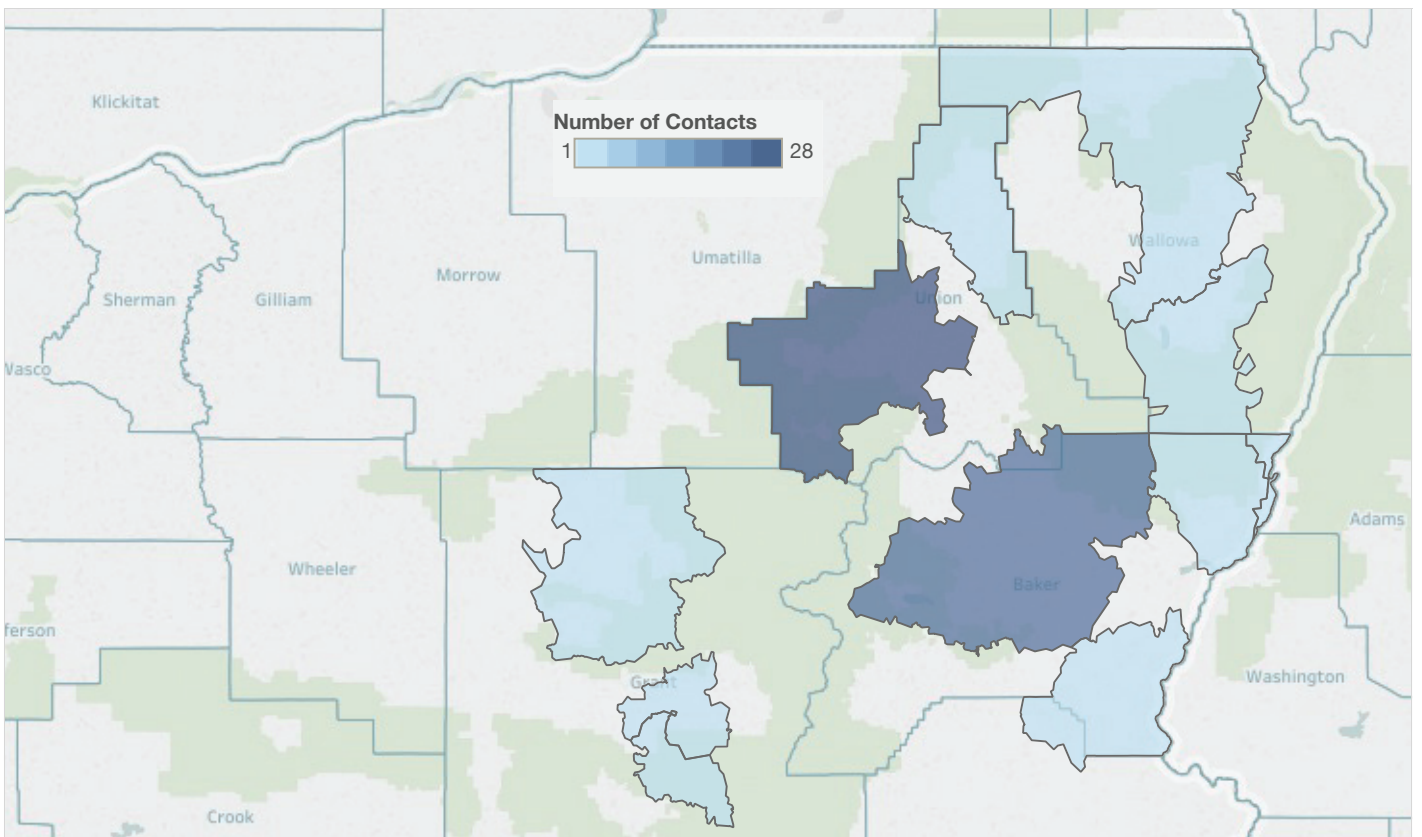 Klickitat
Number of Contacts
1 28
Wallowa
Umatilla
Morrow
Sherman
Gilliam
Union
Vasco
Adams
Wheeler
Baker
ferson
Washington
Grant
Crook